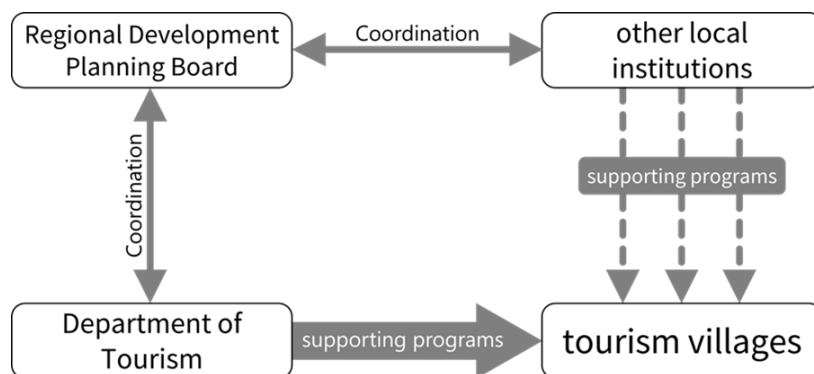 Regional Development
Planning Board
Coordination
other local
institutions
Coordination
supporting programs
Department of
Tourism
supporting programs
tourism villages